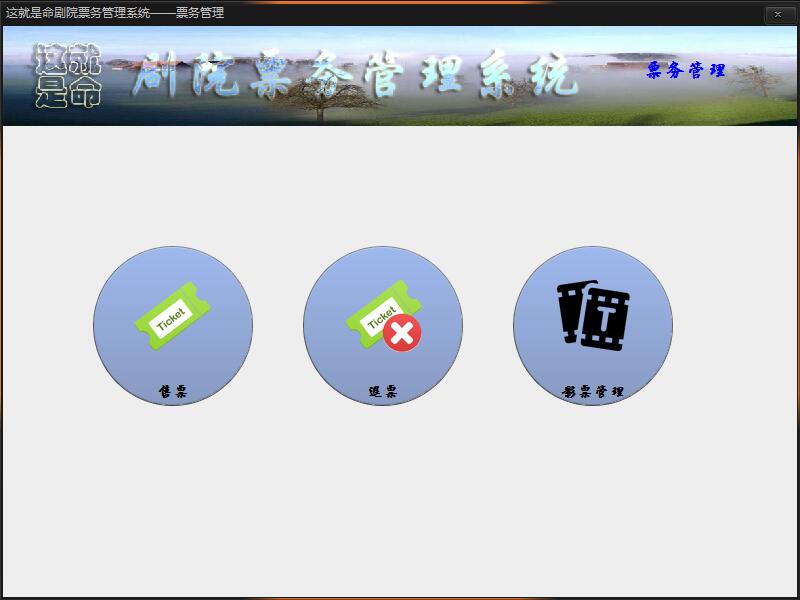 这就是命剧院票务管理系统——票务管理
这就
是命
剧院票务管理系统
票务管理
Ticket
Ticket
T
售票
退票
影票管理